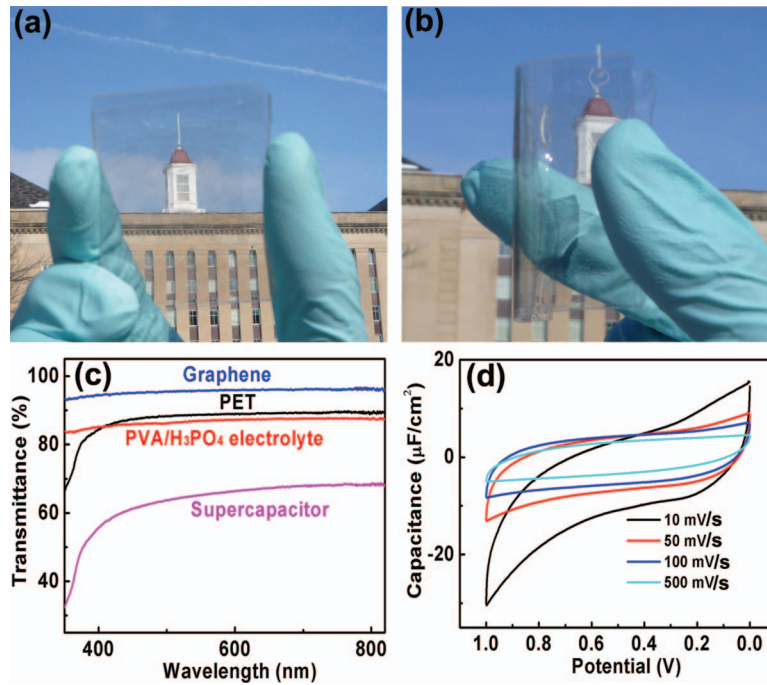 (a)
(b)
(c)
Graphene
PET
PVA/H₃PO₄ electrolyte
Supercapacitor
100
80
60
40
Transmittance (%)
400
600
800
Wavelength (nm)
(d)
20
0
-20
Capacitance (μF/cm²)
10 mV/s
50 mV/s
100 mV/s
500 mV/s
1.0
0.8
0.6
0.4
0.2
0.0
Potential (V)